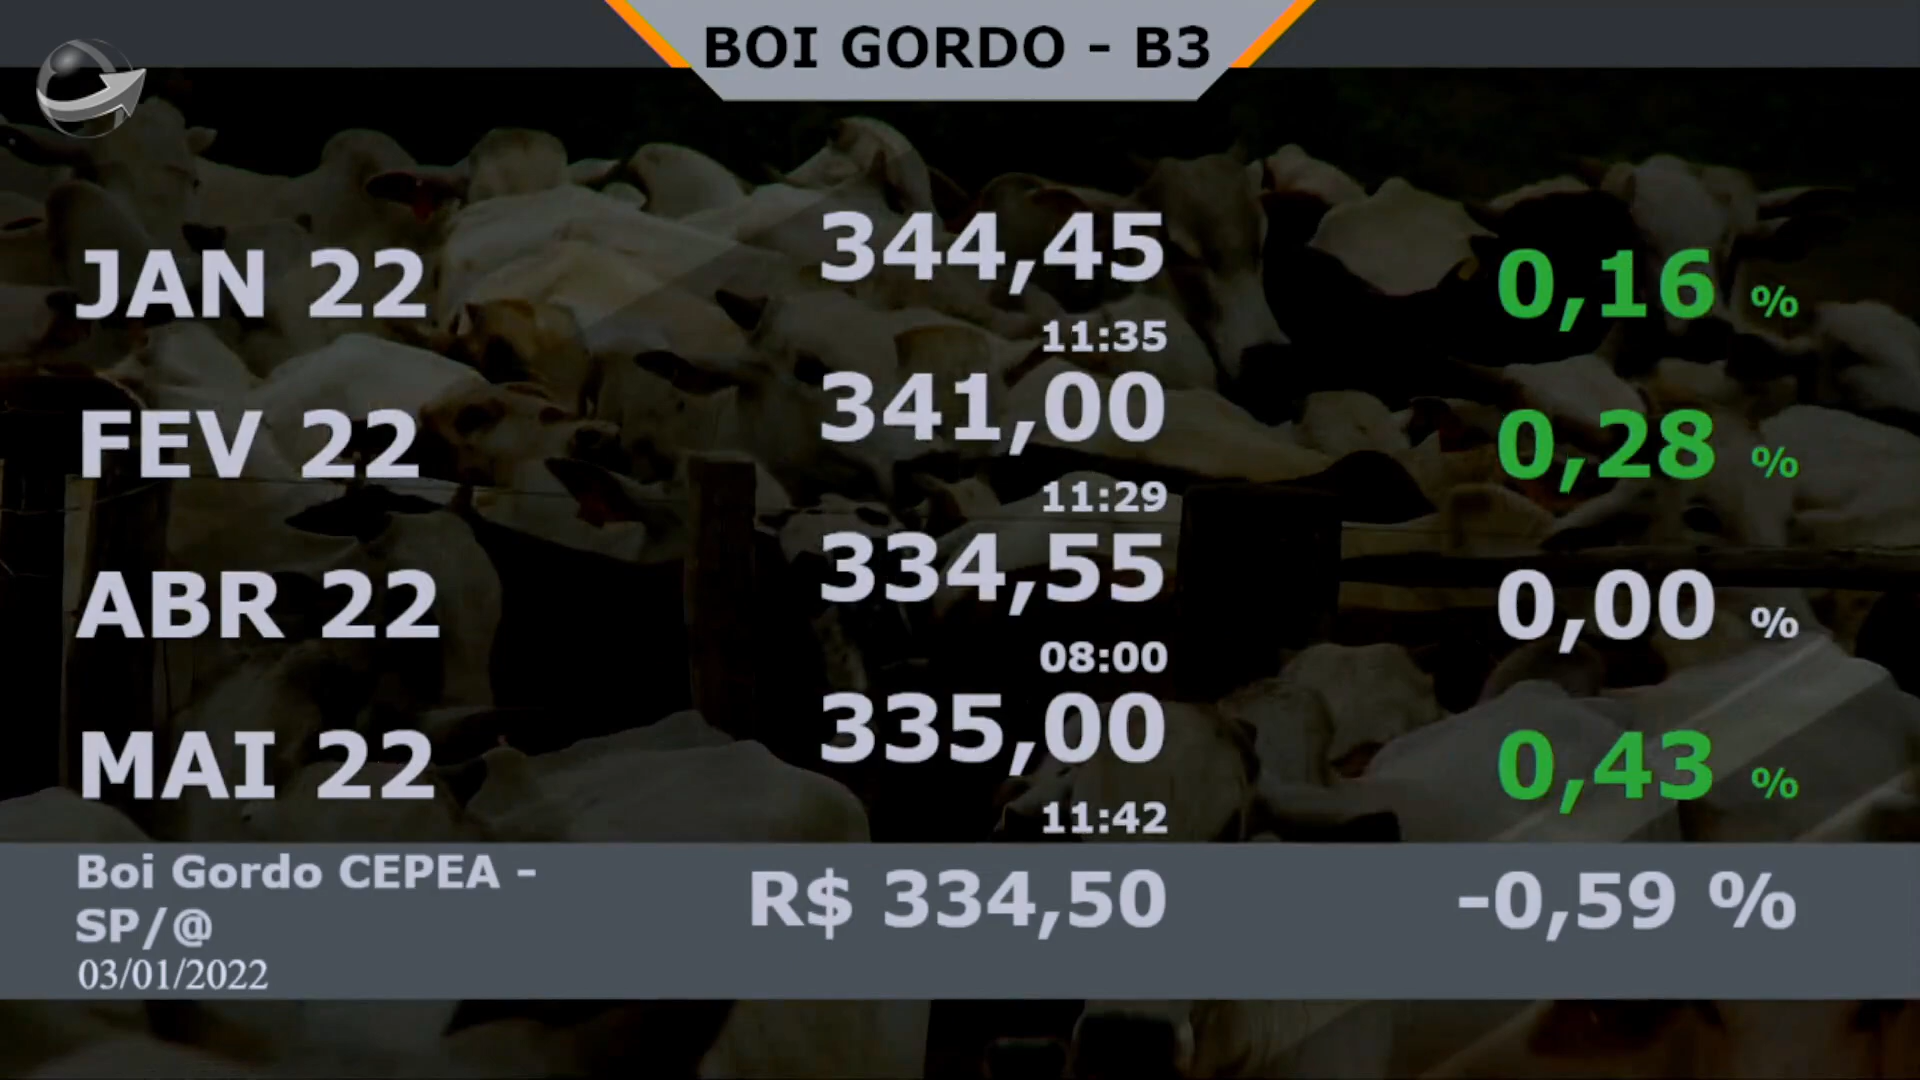 BOI GORDO - B3
JAN 22 344,45 0,16 %
11:35
FEV 22 341,00 0,28 %
11:29
ABR 22 334,55 0,00 %
08:00
MAI 22 335,00 0,43 %
11:42
Boi Gordo CEPEA - R$ 334,50 -0,59 %
SP/@
03/01/2022